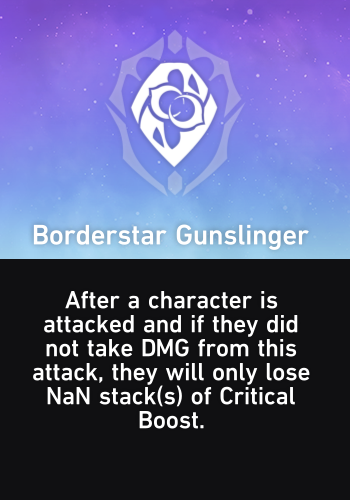 Borderstar Gunslinger
After a character is
attacked and if they did
not take DMG from this
attack, they will only lose
NaN stack(s) of Critical
Boost.